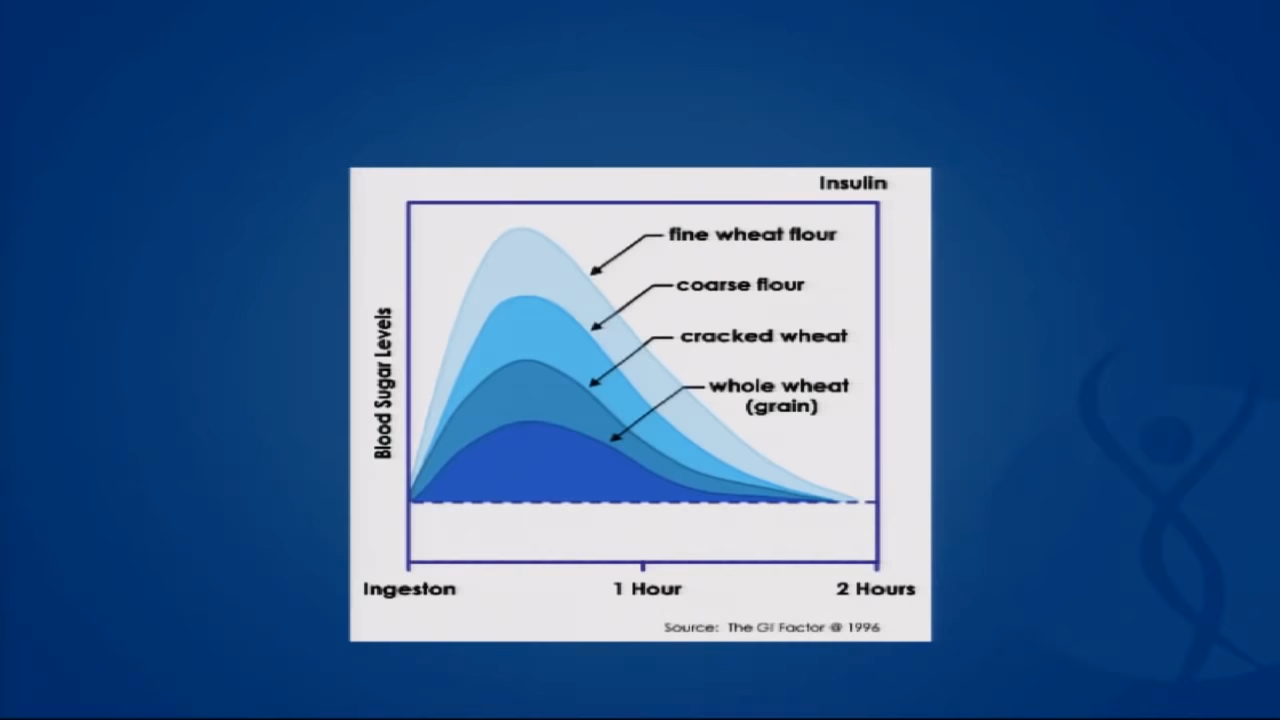 Insulin
fine wheat flour
coarse flour
cracked wheat
whole wheat
(grain)
Blood Sugar Levels
Ingeston
1 Hour
2 Hours
Source: The GI Factor @ 1996